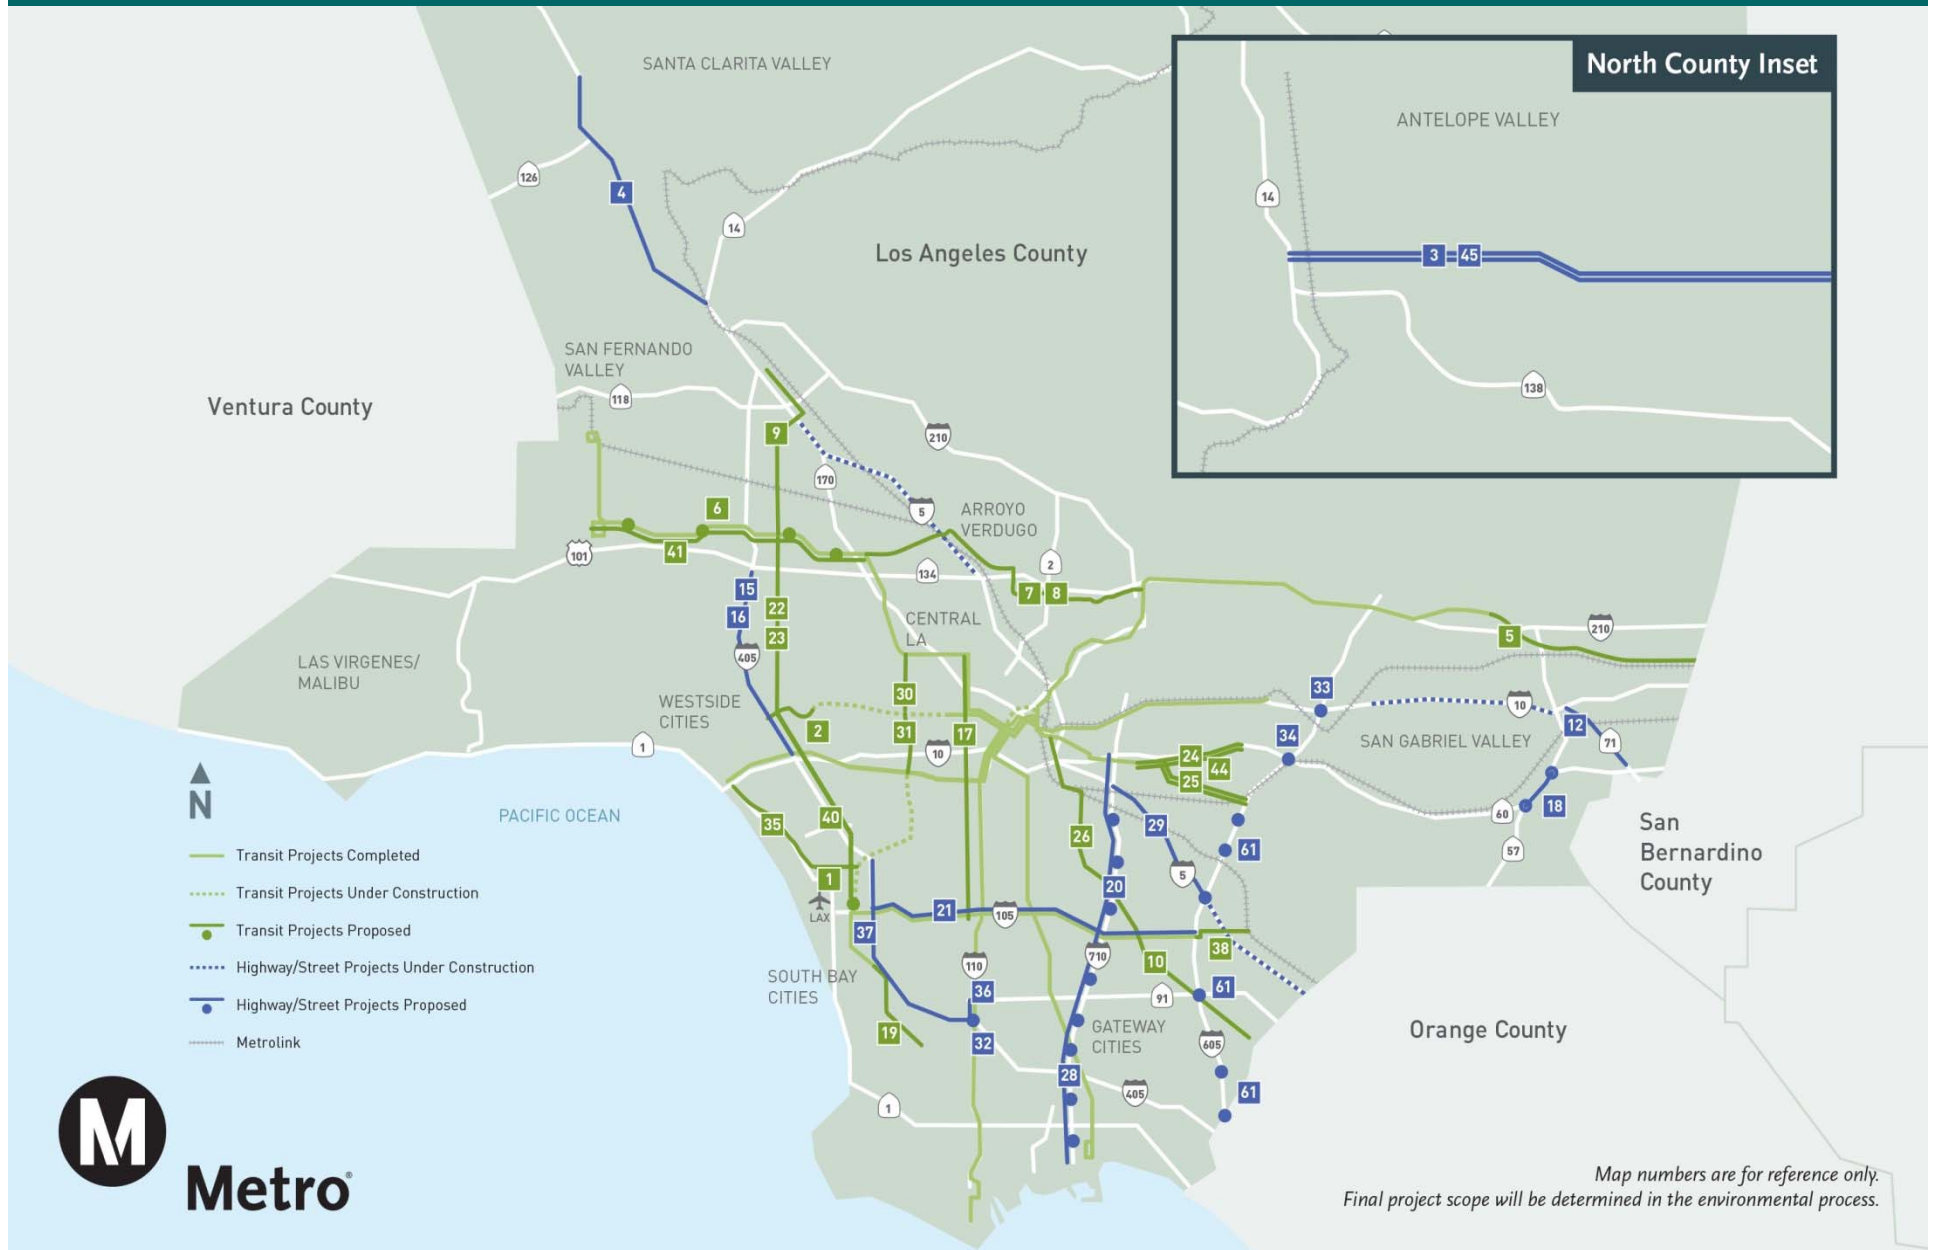 North County Inset
SANTA CLARITA VALLEY
ANTELOPE VALLEY
126
4
14
14
Los Angeles County
3
45
SAN FERNANDO
VALLEY
Ventura County
118
138
9
210
170
6
5
ARROYO
VERDUGO
101
41
134
2
15
7
8
16
22
23
CENTRAL
LA
5
210
405
LAS VIRGENES/
MALIBU
WESTSIDE
CITIES
30
33
10
2
31
17
34
12
1
10
SAN GABRIEL VALLEY
71
24
44
25
N
PACIFIC OCEAN
35
40
26
29
60
18
San
Bernardino
County
61
57
Transit Projects Completed
Transit Projects Under Construction
Transit Projects Proposed
Highway/Street Projects Under Construction
Highway/Street Projects Proposed
Metrolink
1
LAX
5
20
21
105
37
38
710
10
110
SOUTH BAY
CITIES
36
91
61
19
32
GATEWAY
CITIES
605
Orange County
28
405
61
1
M
Metro®
Map numbers are for reference only.
Final project scope will be determined in the environmental process.